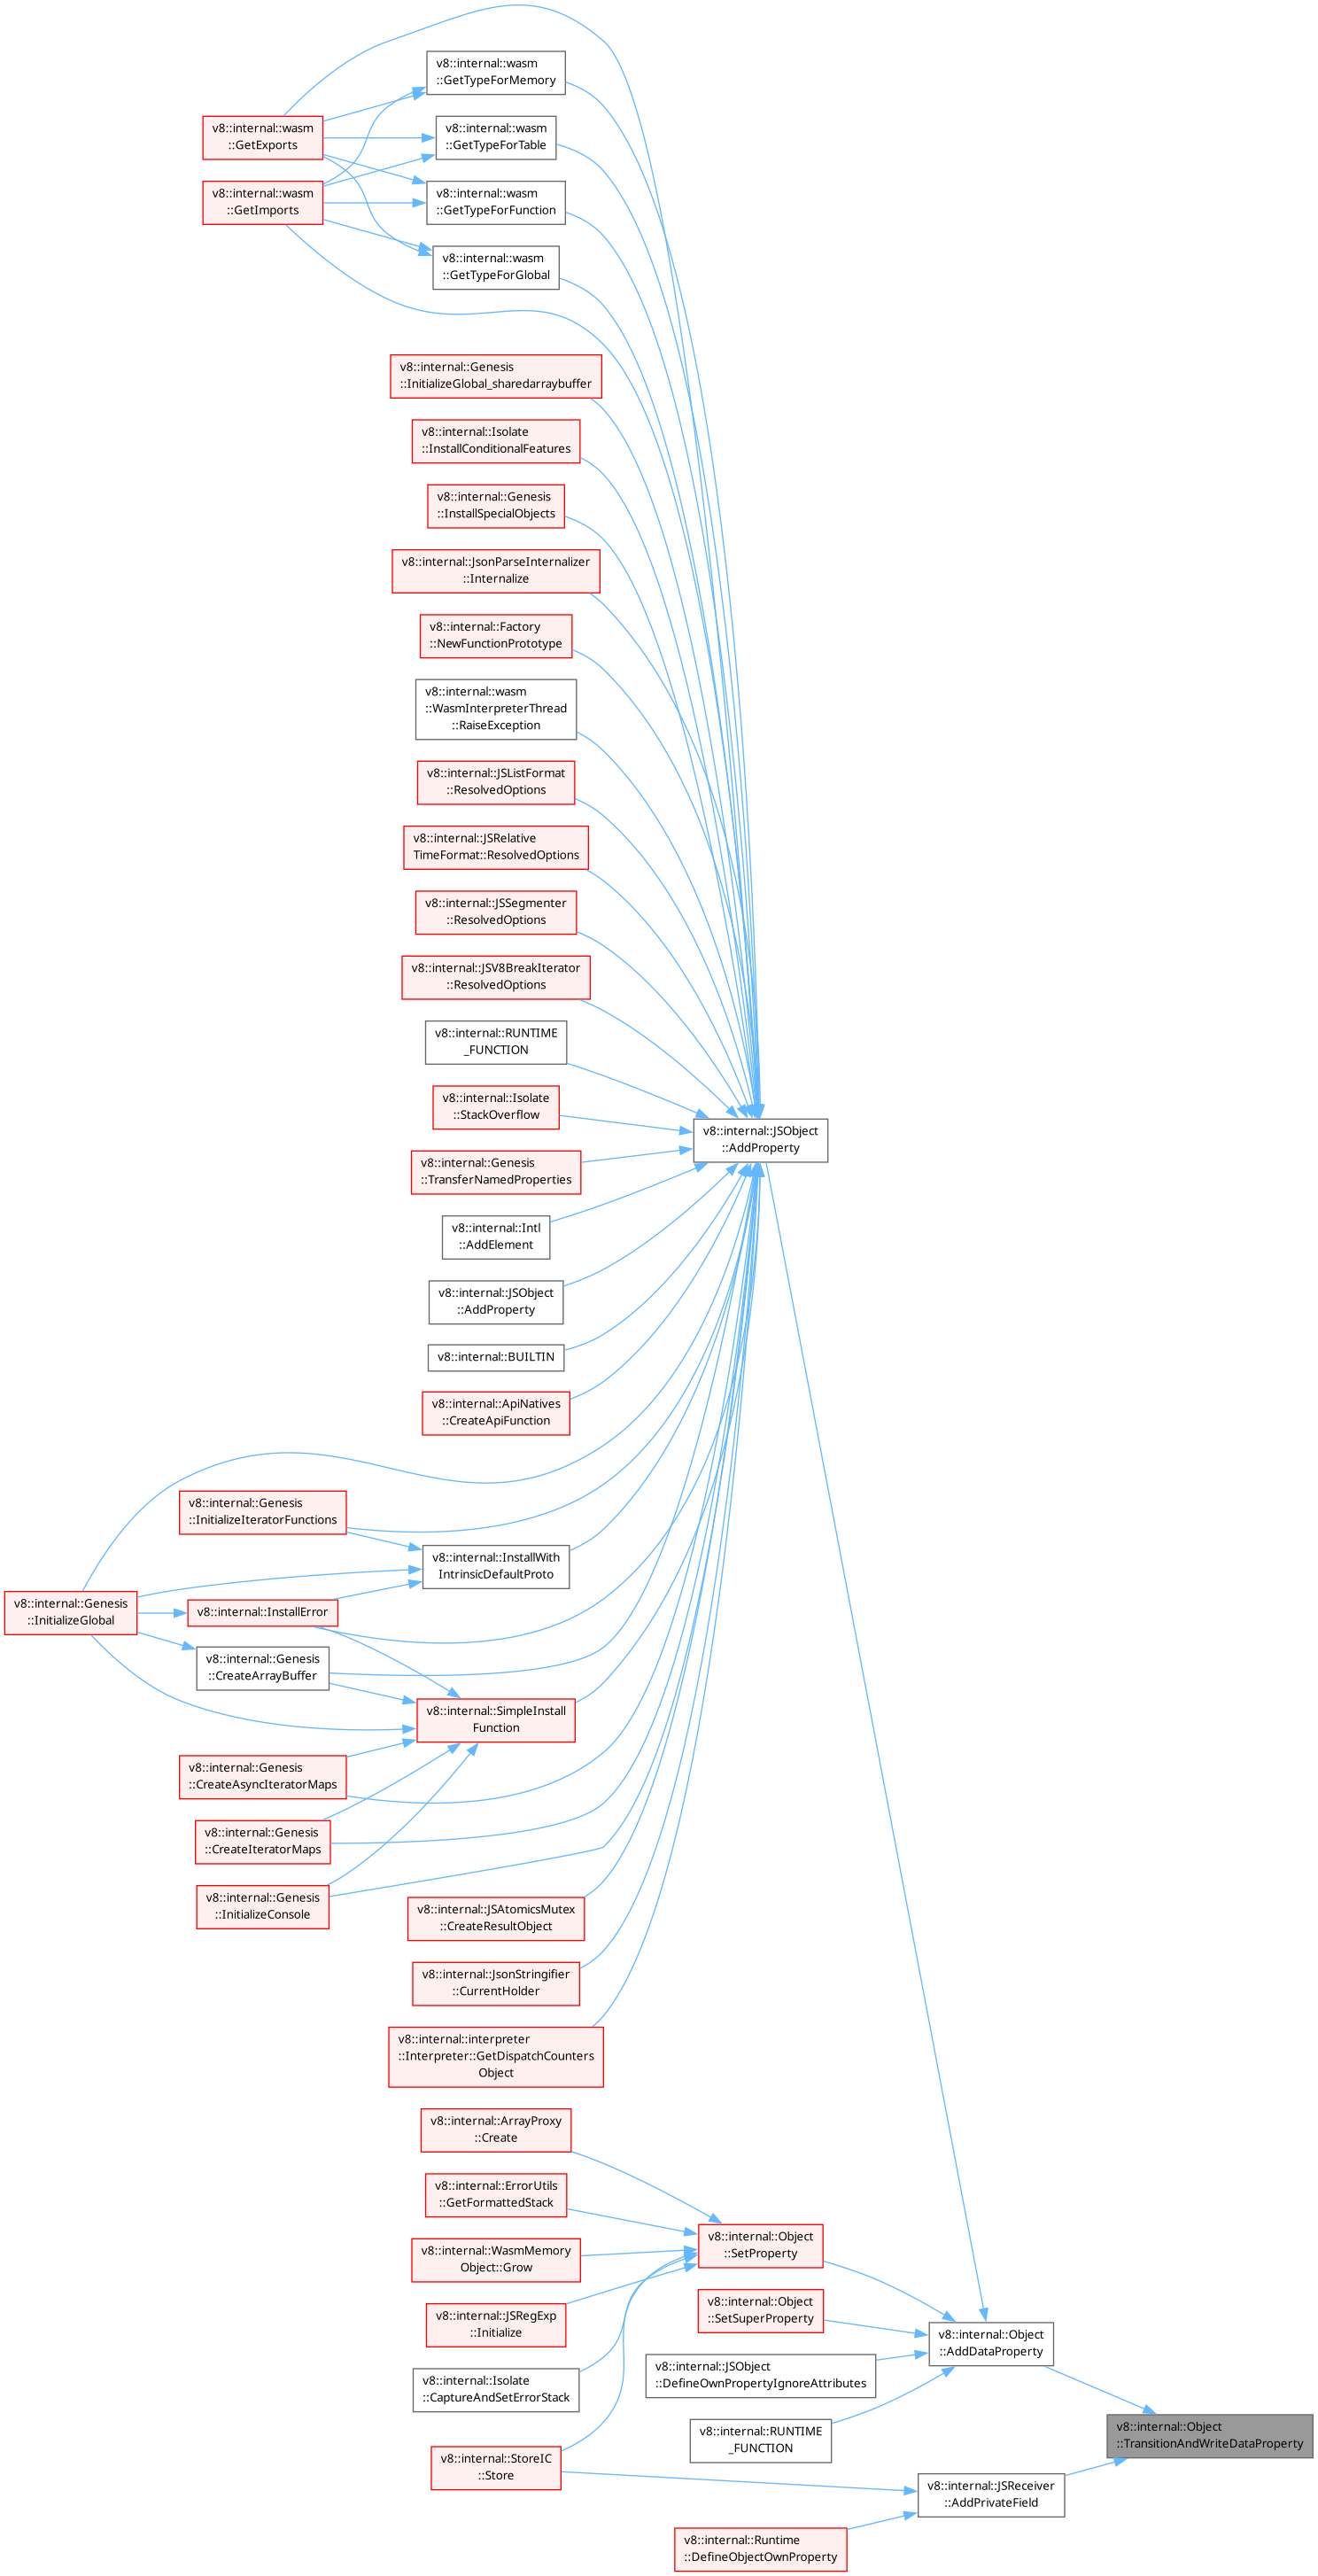 v8::internal::wasm
::GetTypeForMemory
v8::internal::wasm
::GetExports
v8::internal::wasm
::GetTypeForTable
v8::internal::wasm
::GetImports
v8::internal::wasm
::GetTypeForFunction
v8::internal::wasm
::GetTypeForGlobal
v8::internal::Genesis
::InitializeGlobal_sharedarraybuffer
v8::internal::Isolate
::InstallConditionalFeatures
v8::internal::Genesis
::InstallSpecialObjects
v8::internal::JsonParseInternalizer
::Internalize
v8::internal::Factory
::NewFunctionPrototype
v8::internal::wasm
::WasmInterpreterThread
::RaiseException
v8::internal::JSListFormat
::ResolvedOptions
v8::internal::JSRelative
TimeFormat::ResolvedOptions
v8::internal::JSSegmenter
::ResolvedOptions
v8::internal::JSV8BreakIterator
::ResolvedOptions
v8::internal::RUNTIME
_FUNCTION
v8::internal::Isolate
::StackOverflow
v8::internal::JSObject
::AddProperty
v8::internal::Genesis
::TransferNamedProperties
v8::internal::Intl
::AddElement
v8::internal::JSObject
::AddProperty
v8::internal::BUILTIN
v8::internal::ApiNatives
::CreateApiFunction
v8::internal::Genesis
::InitializeIteratorFunctions
v8::internal::InstallWith
IntrinsicDefaultProto
v8::internal::Genesis
::InitializeGlobal
v8::internal::InstallError
v8::internal::Genesis
::CreateArrayBuffer
v8::internal::SimpleInstall
Function
v8::internal::Genesis
::CreateAsyncIteratorMaps
v8::internal::Genesis
::CreateIteratorMaps
v8::internal::Genesis
::InitializeConsole
v8::internal::JSAtomicsMutex
::CreateResultObject
v8::internal::JsonStringifier
::CurrentHolder
v8::internal::interpreter
::Interpreter::GetDispatchCounters
Object
v8::internal::ArrayProxy
::Create
v8::internal::ErrorUtils
::GetFormattedStack
v8::internal::Object
::SetProperty
v8::internal::WasmMemory
Object::Grow
v8::internal::JSRegExp
::Initialize
v8::internal::Object
::SetSuperProperty
v8::internal::Object
::AddDataProperty
v8::internal::JSObject
::DefineOwnPropertyIgnoreAttributes
v8::internal::Isolate
::CaptureAndSetErrorStack
v8::internal::RUNTIME
_FUNCTION
v8::internal::Object
::TransitionAndWriteDataProperty
v8::internal::StoreIC
::Store
v8::internal::JSReceiver
::AddPrivateField
v8::internal::Runtime
::DefineObjectOwnProperty